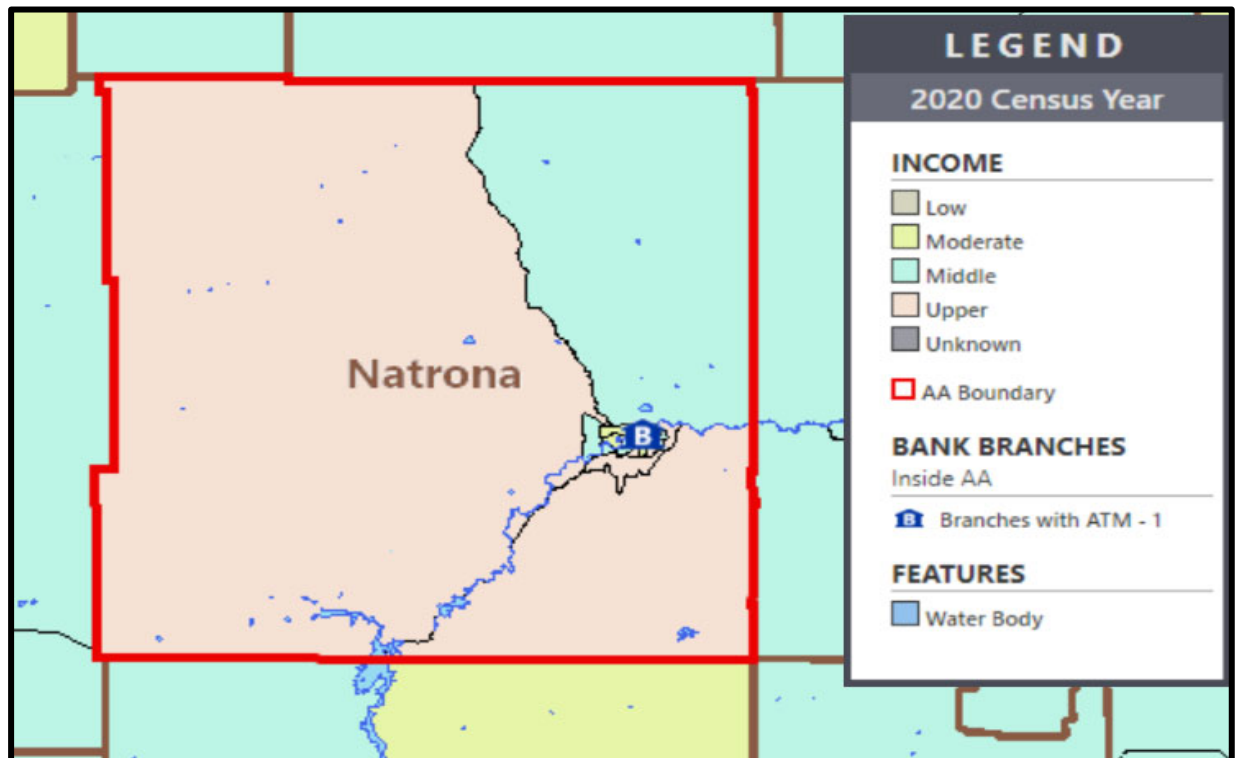 Natrona
B
LEGEND
2020 Census Year
INCOME
Low
Moderate
Middle
Upper
Unknown
AA Boundary
BANK BRANCHES
Inside AA
B Branches with ATM - 1
FEATURES
Water Body